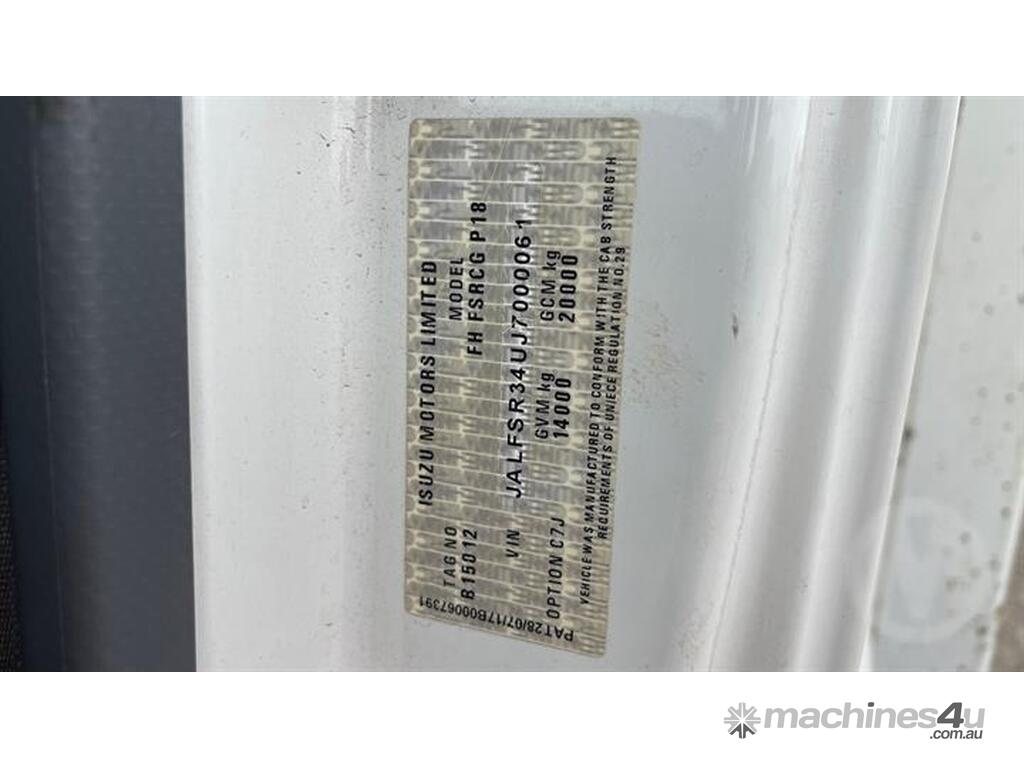 ISUZU MOTORS LIMITED
TAG NO MODEL
B15012 FH FSRCG P18
VIN JALFSR34UJ7000061
GVM kg GCM kg
OPTION C7J 14000 20000
VEHICLE WAS MANUFACTURED TO CONFORM WITH THE CAB STRENGTH
REQUIREMENTS OF UN/ECE REGULATION NO.29
PAT28/07/17B00067391
machines4u
.com.au